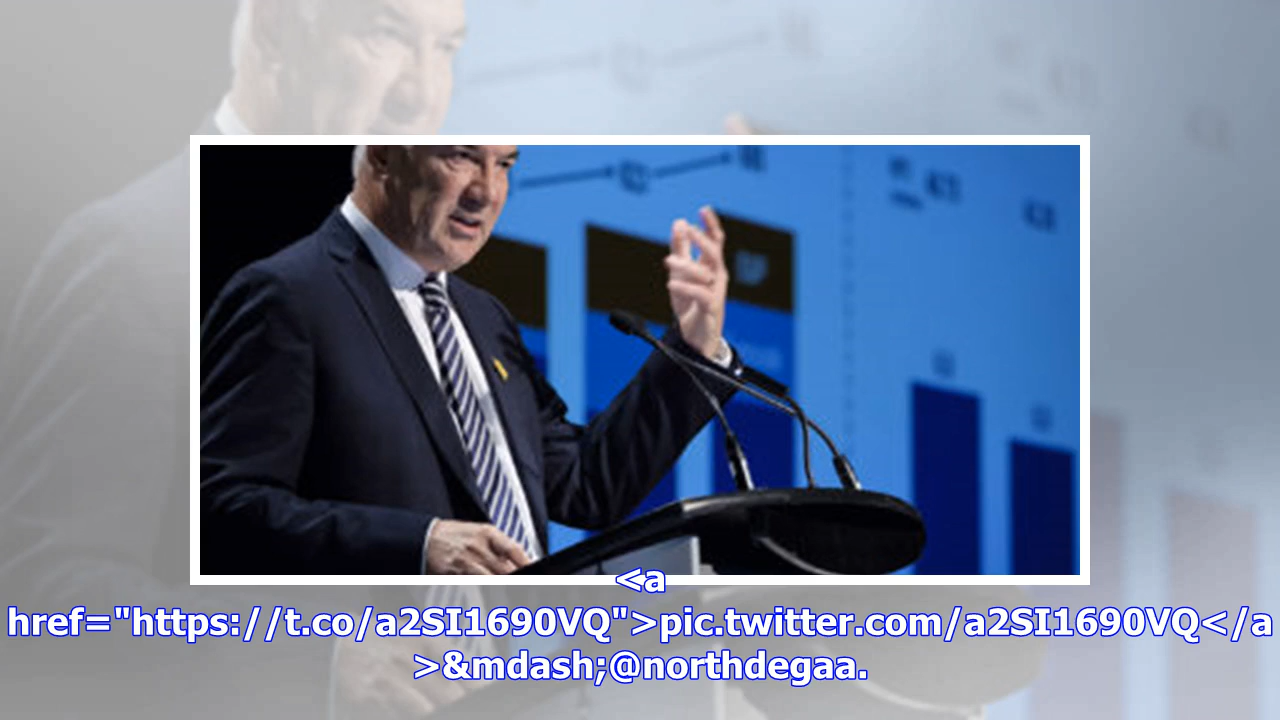 <a
href="https://t.co/a2SI1690VQ">pic.twitter.com/a2SI1690VQ</a
>&mdash;@northdegaa.